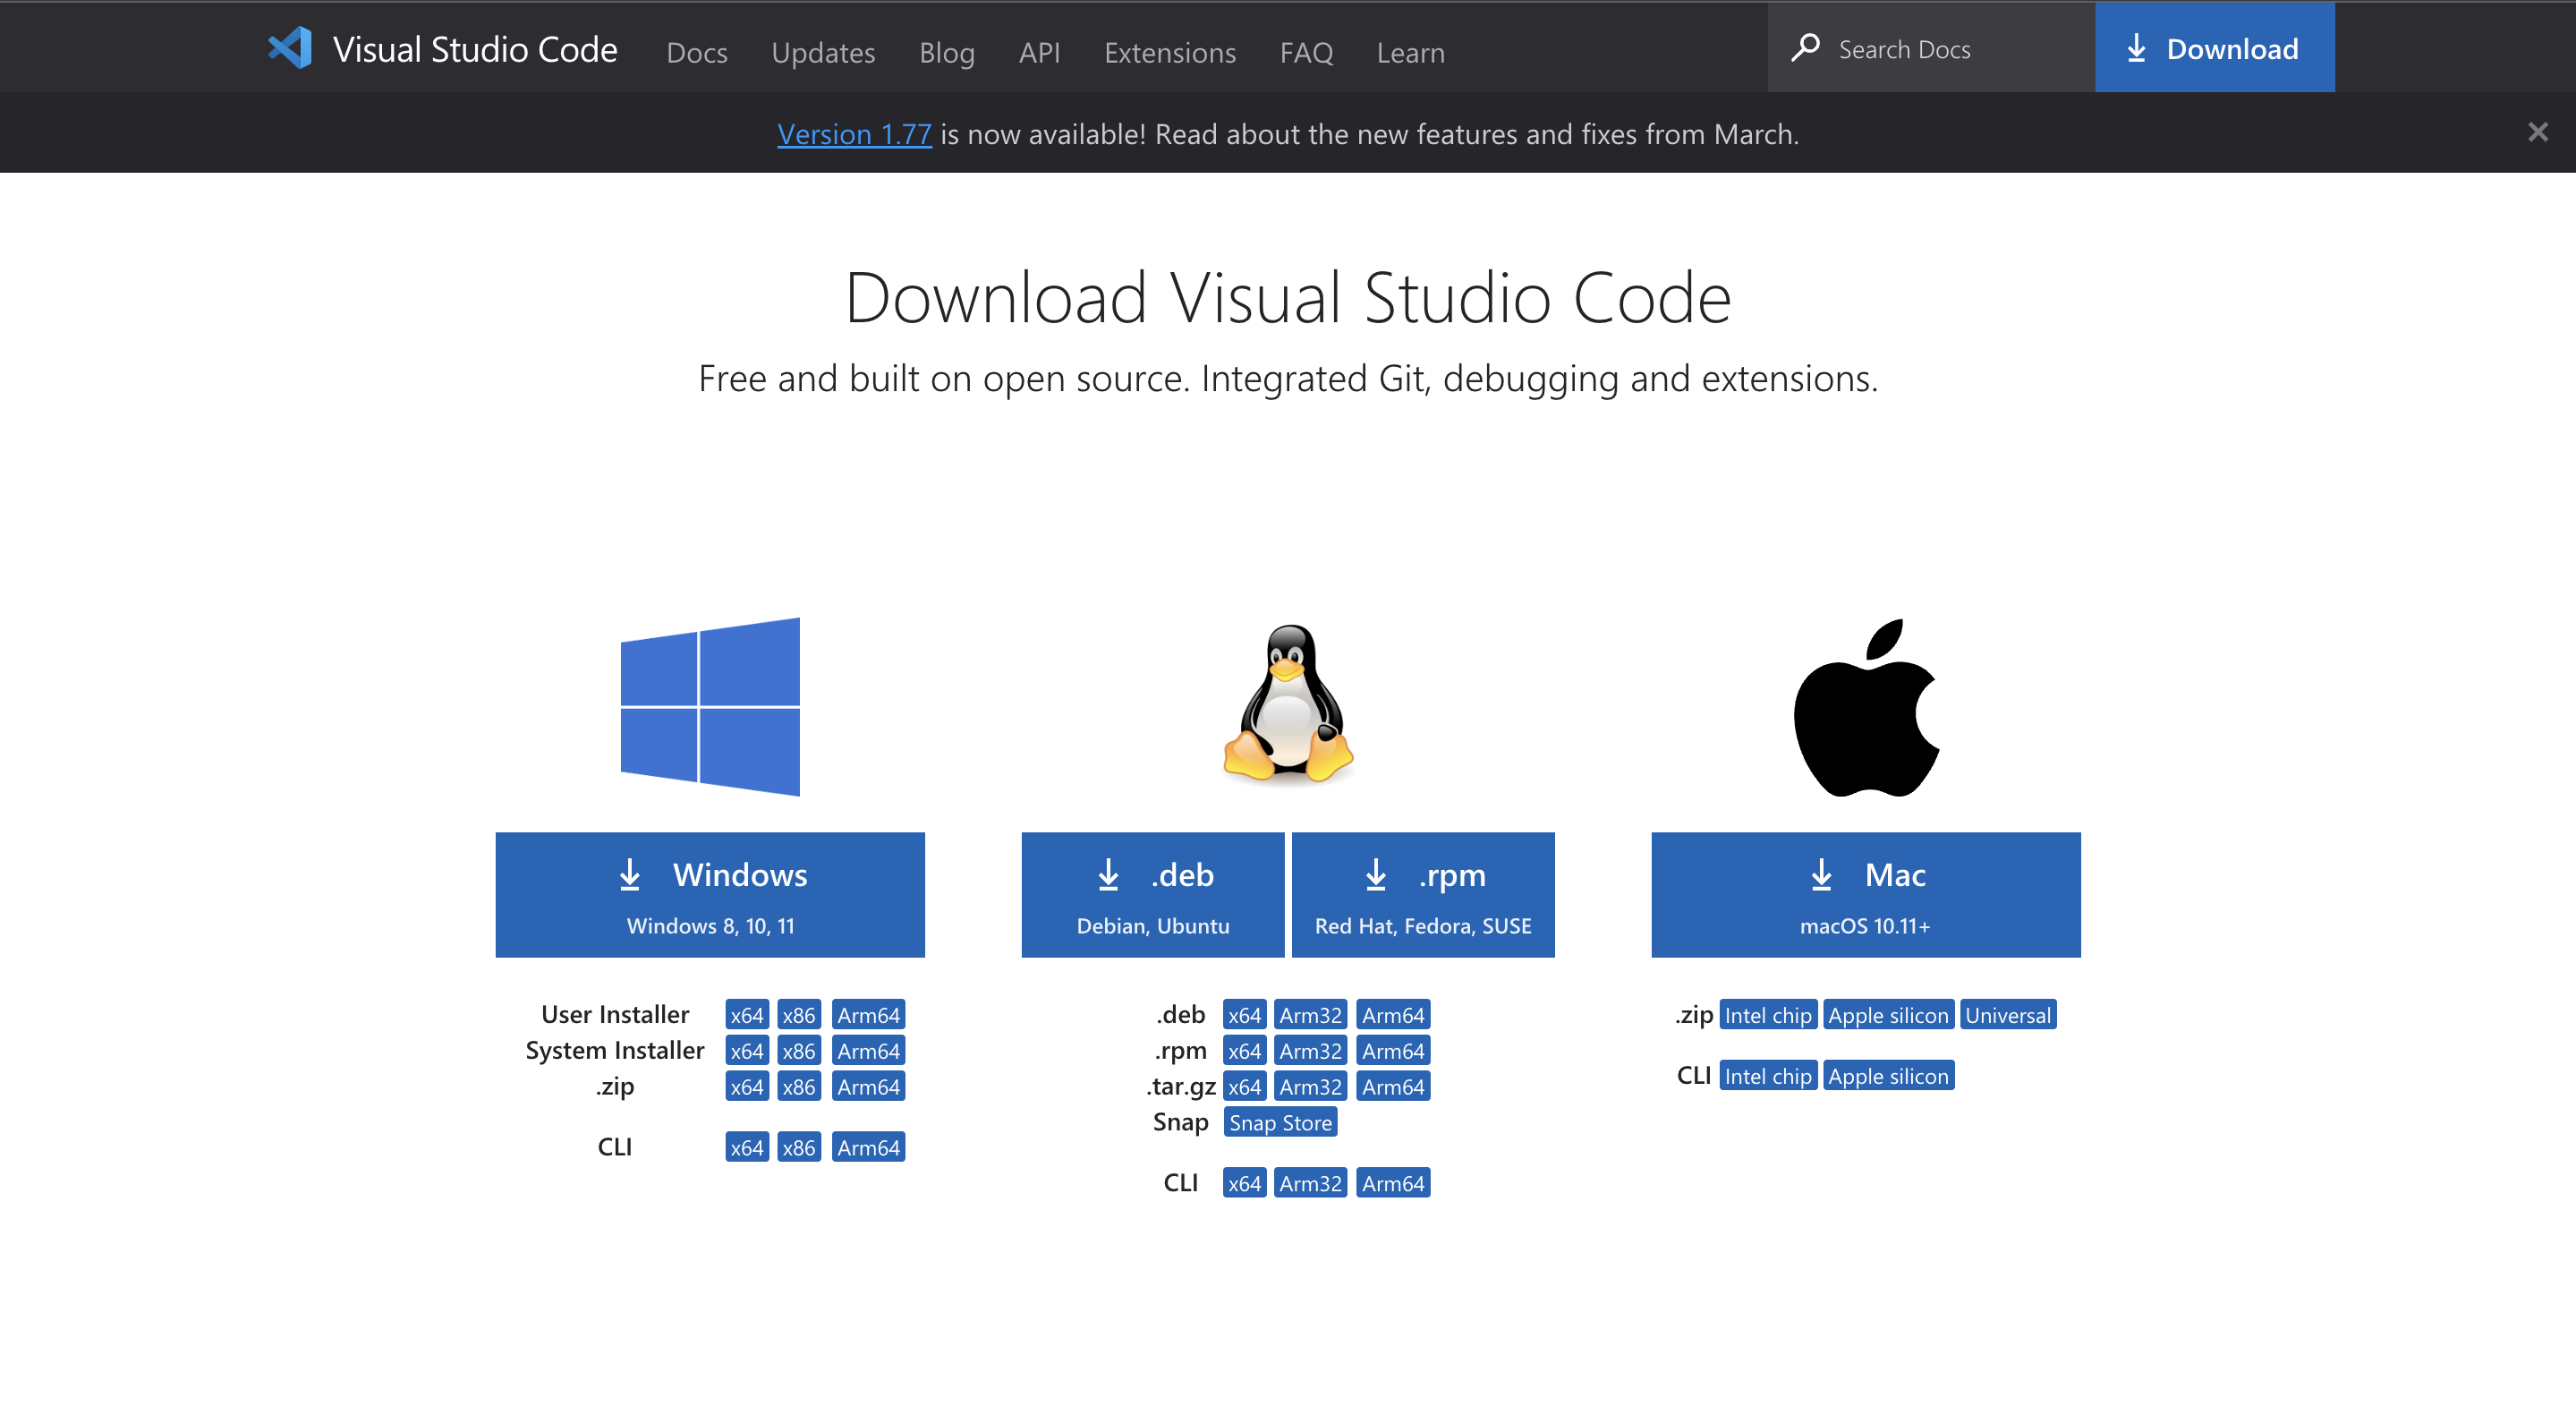 Visual Studio Code Docs Updates Blog API Extensions FAQ Learn Search Docs Download
Version 1.77 is now available! Read about the new features and fixes from March.
Download Visual Studio Code
Free and built on open source. Integrated Git, debugging and extensions.
Windows
Windows 8, 10, 11
User Installer x64 x86 Arm64
System Installer x64 x86 Arm64
.zip x64 x86 Arm64
CLI x64 x86 Arm64
.deb
Debian, Ubuntu
.rpm
Red Hat, Fedora, SUSE
.deb x64 Arm32 Arm64
.rpm x64 Arm32 Arm64
.tar.gz x64 Arm32 Arm64
Snap Snap Store
CLI x64 Arm32 Arm64
Mac
macOS 10.11+
.zip Intel chip Apple silicon Universal
CLI Intel chip Apple silicon